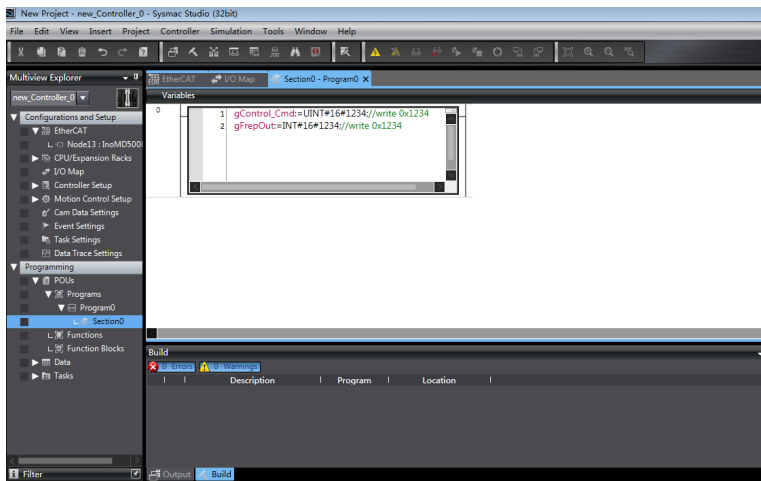 New Project - new_Controller_0 - Sysmac Studio (32bit)
File Edit View Insert Project Controller Simulation Tools Window Help
Multiview Explorer
new_Controller_0
Configurations and Setup
EtherCAT
Node13 : InoMD500
CPU/Expansion Racks
I/O Map
Controller Setup
Motion Control Setup
Cam Data Settings
Event Settings
Task Settings
Data Trace Settings
Programming
POUs
Programs
Program0
Section0
Functions
Function Blocks
Data
Tasks
Filter
EtherCAT I/O Map Section0 - Program0 X
Variables
0
1 gControl_Cmd:=UINT#16#1234;//write 0x1234
2 gFrepOut:=INT#16#1234;//write 0x1234
Build
0 Errors 0 Warnings
Description Program Location
Output Build